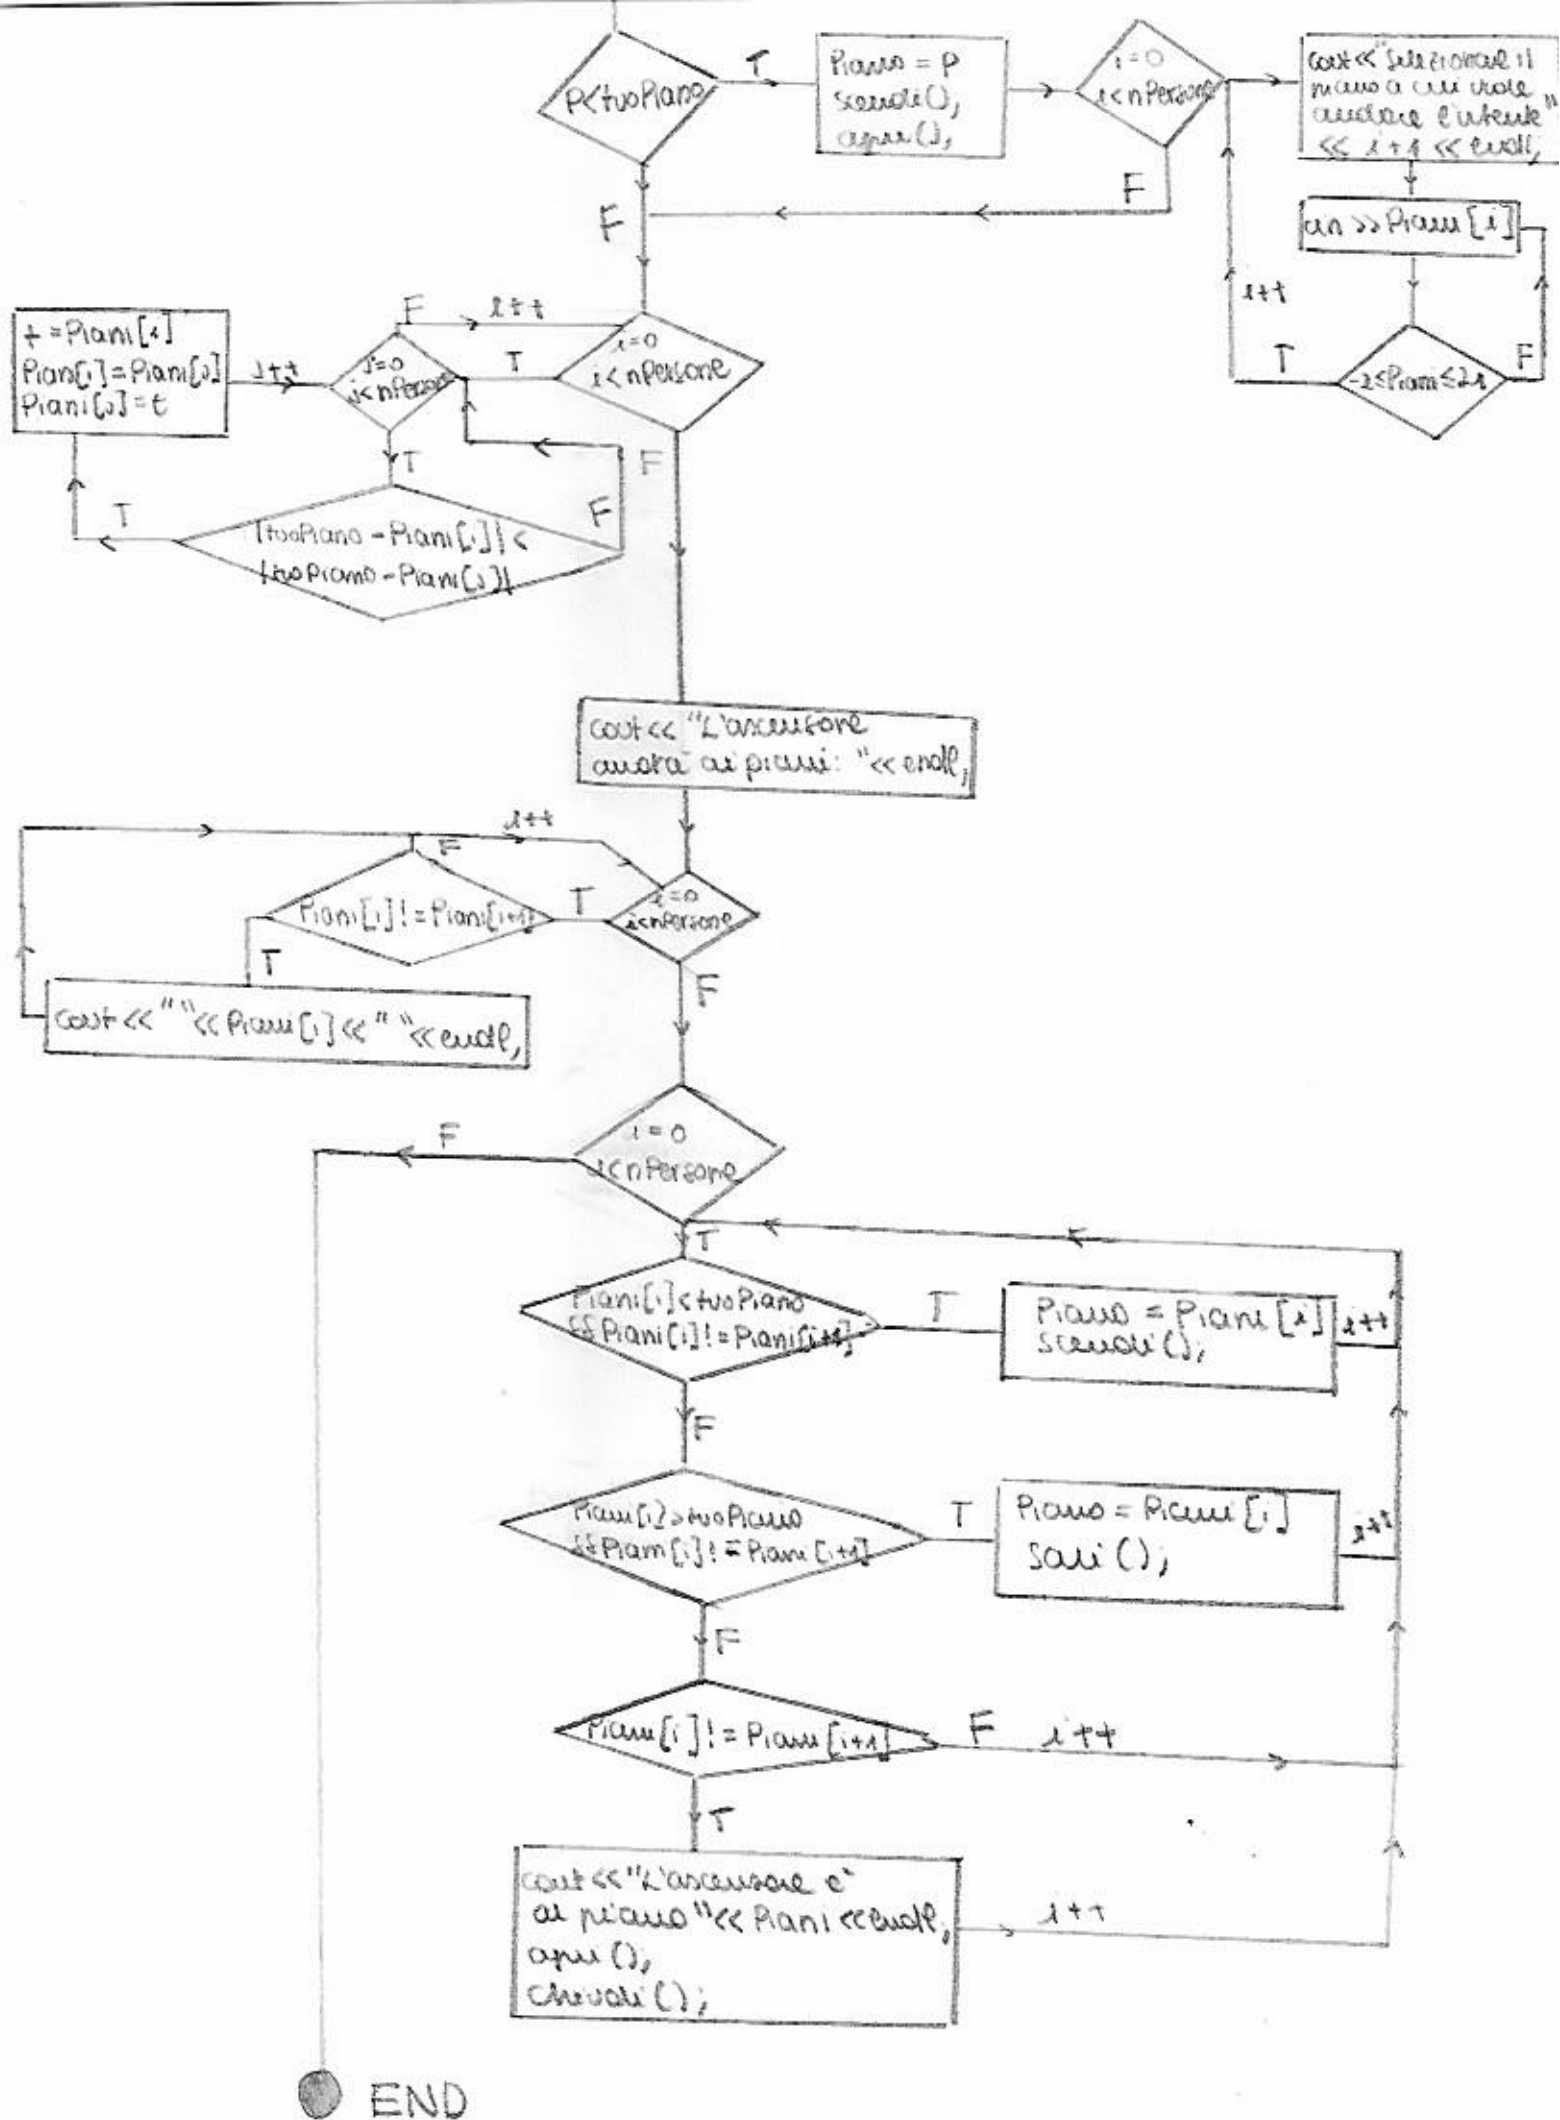 P<tuoPiano
T
Piano = P
scendi();
apri();
i=0
i<nPersone
cout<<"Selezionare il
piano a cui vuole
andare l'utente"
<< i+1 << endl;
F
F
cin >> Piani[i]
i++
T
-2≤Piani≤21
F
F
i++
t = Piani[i]
Piani[i]=Piani[j]
Piani[j]=t
j++
j=0
j<nPersone
T
i=0
i<nPersone
T
F
T
|tuoPiano - Piani[i]| <
|tuoPiano - Piani[j]|
F
cout<< "L'ascensore
andrà ai piani: "<<endl;
i++
F
Piani[i]!=Piani[i+1]
T
i=0
i<nPersone
T
F
cout<<" "<<Piani[i]<<" "<<endl;
F
i=0
i<nPersone
T
Piani[i]<tuoPiano
&&Piani[i]!=Piani[i+1]
T
Piano = Piani[i]
scendi();
i++
F
Piani[i]>tuoPiano
&&Piani[i]!=Piani[i+1]
T
Piano = Piani[i]
sali();
i++
F
Piani[i]!=Piani[i+1]
F
i++
T
cout<<"L'ascensore e'
al piano"<<Piani<<endl;
apri();
chiudi();
i++
END